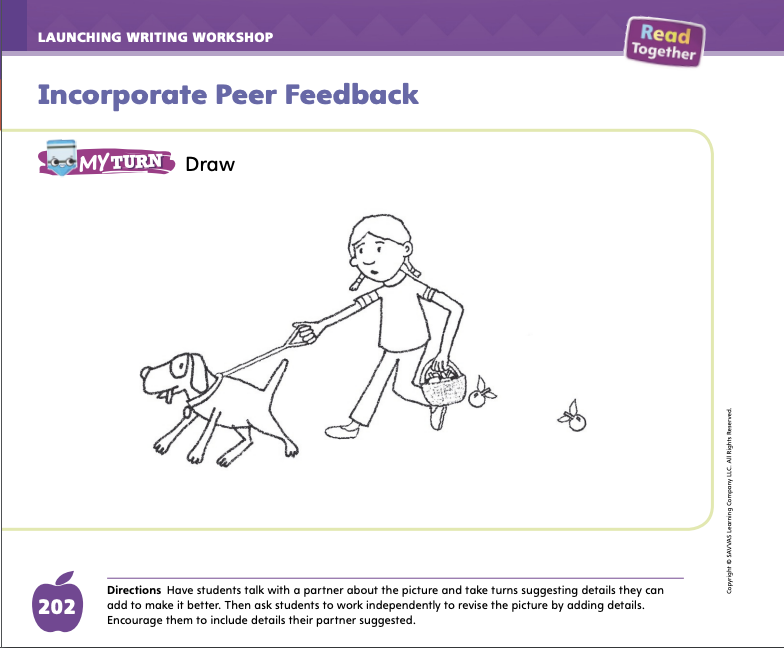 LAUNCHING WRITING WORKSHOP
Read
Together
Incorporate Peer Feedback
MY TURN Draw
Copyright © SAVVAS Learning Company LLC. All Rights Reserved.
202
Directions Have students talk with a partner about the picture and take turns suggesting details they can
add to make it better. Then ask students to work independently to revise the picture by adding details.
Encourage them to include details their partner suggested.